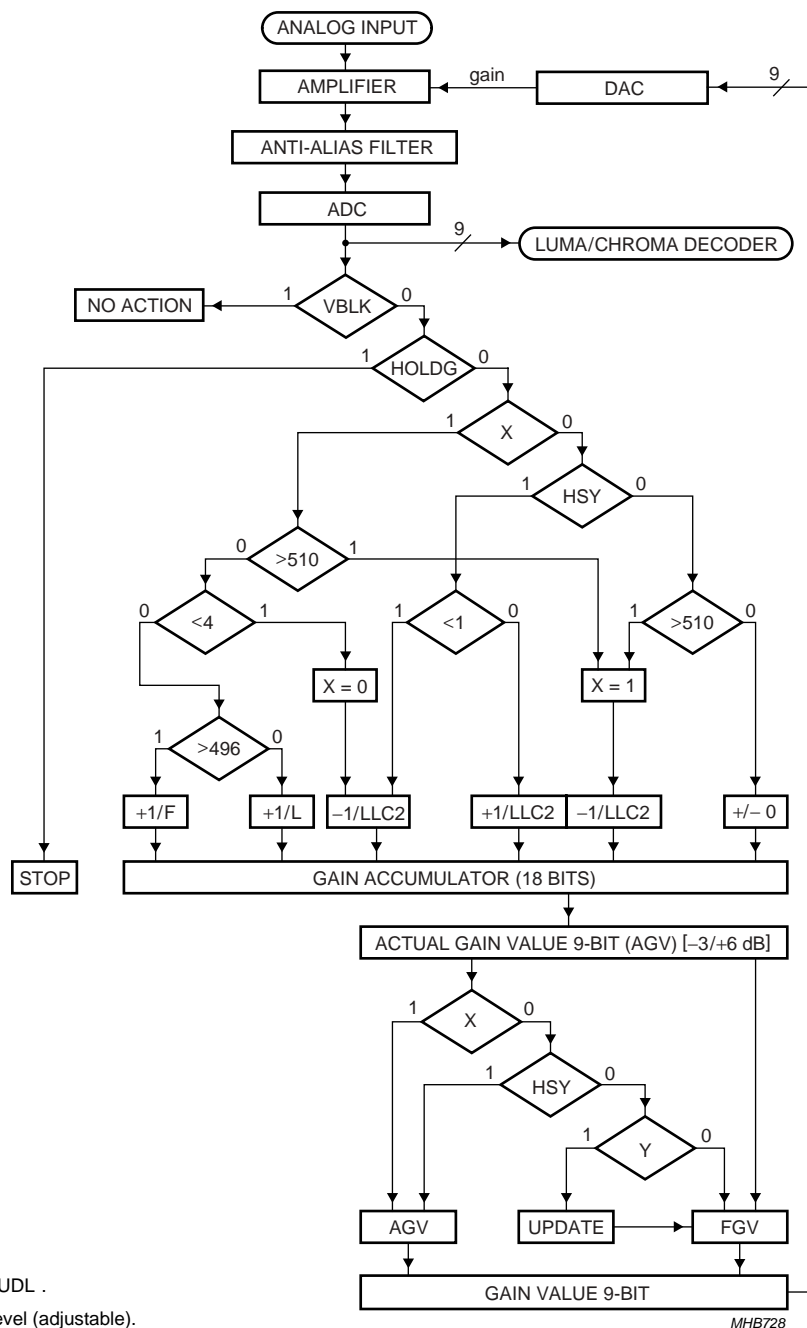 ANALOG INPUT
AMPLIFIER
gain
DAC
9
ANTI-ALIAS FILTER
ADC
9
LUMA/CHROMA DECODER
NO ACTION
1
VBLK
0
1
HOLDG
0
1
X
0
1
HSY
0
0
>510
1
0
<4
1
1
<1
0
1
>510
0
X = 0
X = 1
1
>496
0
+1/F
+1/L
−1/LLC2
+1/LLC2
−1/LLC2
+/− 0
STOP
GAIN ACCUMULATOR (18 BITS)
ACTUAL GAIN VALUE 9-BIT (AGV) [−3/+6 dB]
1
X
0
1
HSY
0
1
Y
0
AGV
UPDATE
FGV
UDL .
GAIN VALUE 9-BIT
evel (adjustable).
MHB728